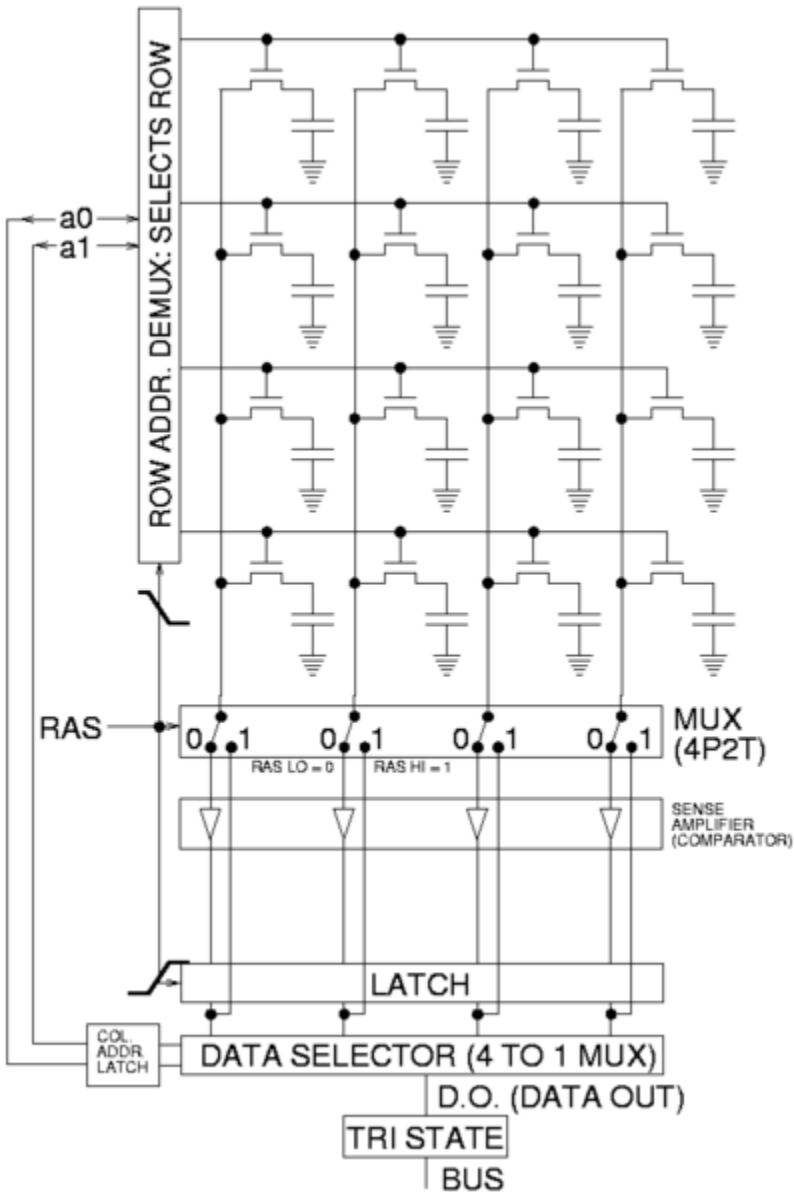 ROW ADDR. DEMUX: SELECTS ROW
a0
a1
RAS
0 1 0 1 0 1 0 1
RAS LO = 0 RAS HI = 1
MUX
(4P2T)
SENSE
AMPLIFIER
(COMPARATOR)
LATCH
COL.
ADDR.
LATCH
DATA SELECTOR (4 TO 1 MUX)
D.O. (DATA OUT)
TRI STATE
BUS